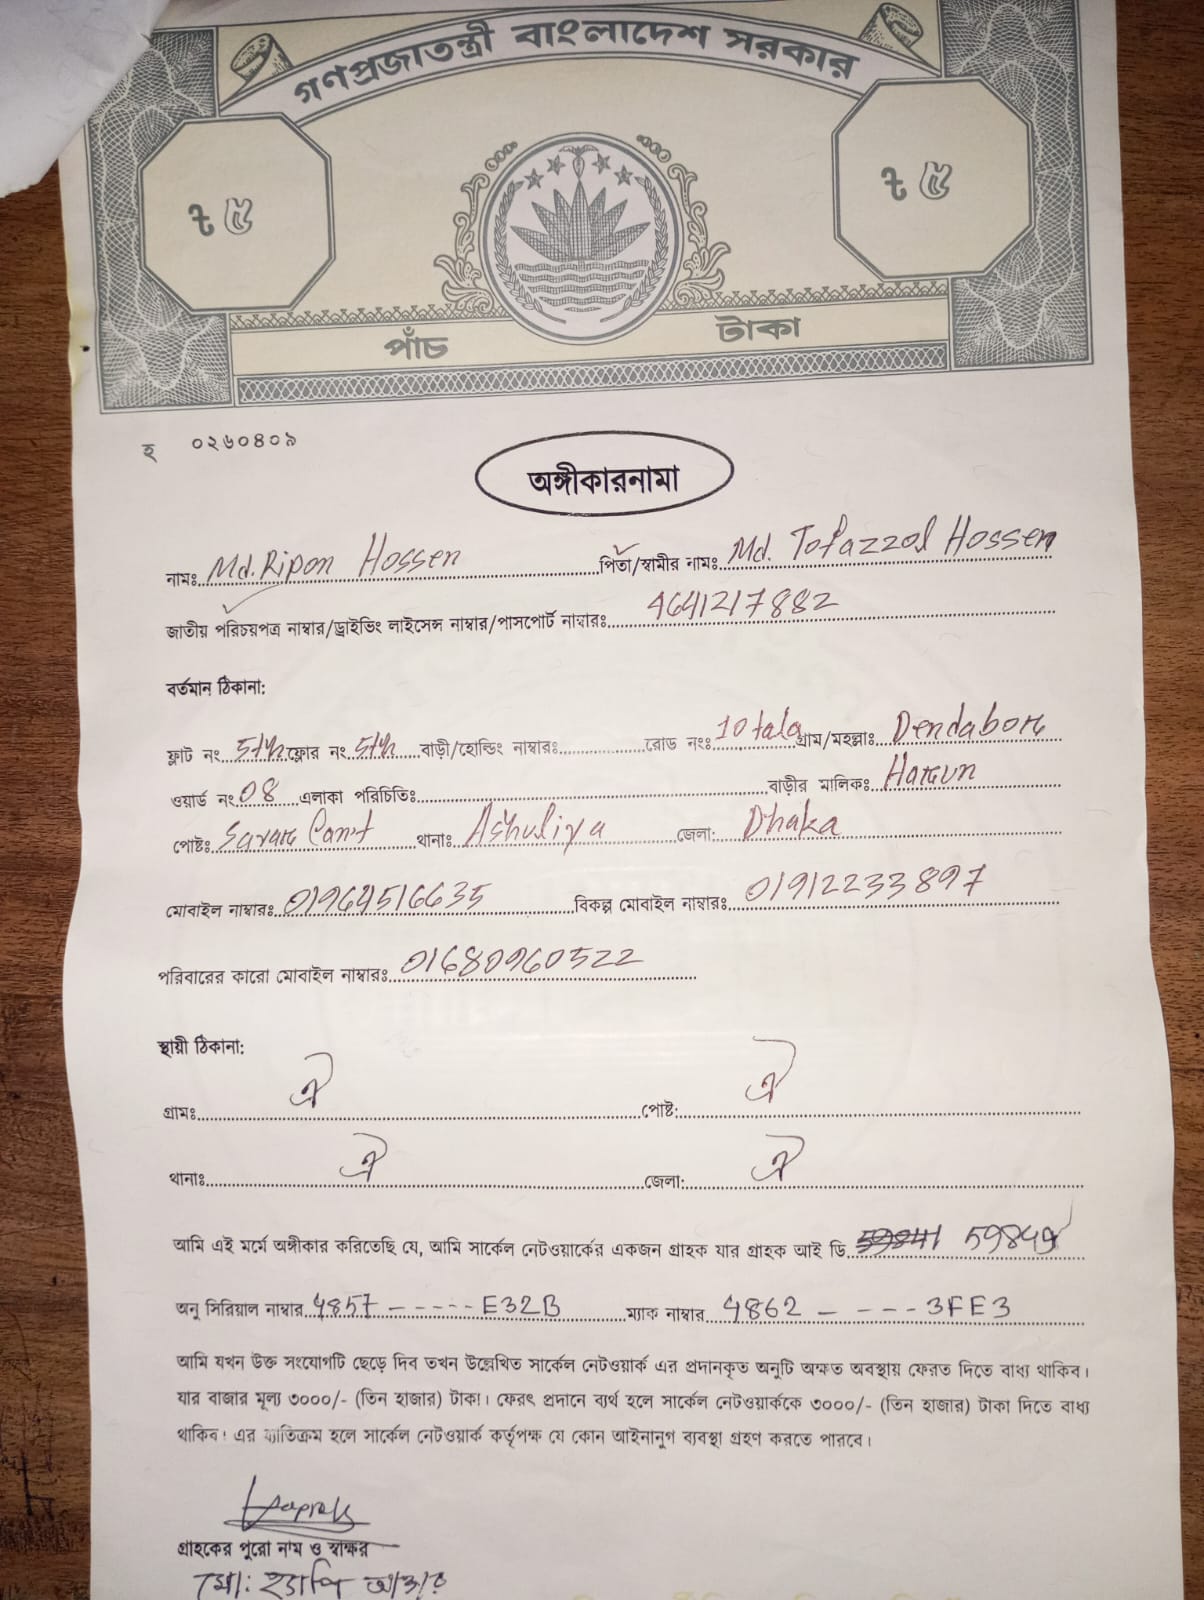 গণপ্রজাতন্ত্রী বাংলাদেশ সরকার
৳ ৫ ৳ ৫
পাঁচ টাকা
হ ০২৬০৪০৯
অঙ্গীকারনামা
নামঃ Md. Ripon Hossen পিতা/স্বামীর নামঃ Md. Tofazzol Hossen
জাতীয় পরিচয়পত্র নাম্বার/ড্রাইভিং লাইসেন্স নাম্বার/পাসপোর্ট নাম্বারঃ 4641217882
বর্তমান ঠিকানা:
ফ্লাট নং 5th ফ্লোর নং 5th বাড়ী/হোল্ডিং নাম্বারঃ রোড নংঃ 10 tala গ্রাম/মহল্লাঃ Dendabor
ওয়ার্ড নং 08 এলাকা পরিচিতিঃ বাড়ীর মালিকঃ Harun
পোষ্টঃ Savar Cant থানাঃ Ashuliya জেলা: Dhaka
মোবাইল নাম্বারঃ 01964516635 বিকল্প মোবাইল নাম্বারঃ 01912233897
পরিবারের কারো মোবাইল নাম্বারঃ 01680960522
স্থায়ী ঠিকানা:
গ্রামঃ ঐ পোষ্ট: ঐ
থানাঃ ঐ জেলা: ঐ
আমি এই মর্মে অঙ্গীকার করিতেছি যে, আমি সার্কেল নেটওয়ার্কের একজন গ্রাহক যার গ্রাহক আই ডি 59841 59849
অনু সিরিয়াল নাম্বার 4857 - - - - - - E32B ম্যাক নাম্বার 4862 - - - - - 3FE3
আমি যখন উক্ত সংযোগটি ছেড়ে দিব তখন উল্লেখিত সার্কেল নেটওয়ার্ক এর প্রদানকৃত অনুটি অক্ষত অবস্থায় ফেরত দিতে বাধ্য থাকিব।
যার বাজার মূল্য ৩০০০/- (তিন হাজার) টাকা। ফেরৎ প্রদানে ব্যর্থ হলে সার্কেল নেটওয়ার্ককে ৩০০০/- (তিন হাজার) টাকা দিতে বাধ্য
থাকিব। এর ব্যতিক্রম হলে সার্কেল নেটওয়ার্ক কর্তৃপক্ষ যে কোন আইনানুগ ব্যবস্থা গ্রহণ করতে পারবে।
গ্রাহকের পুরো নাম ও স্বাক্ষর
মো: